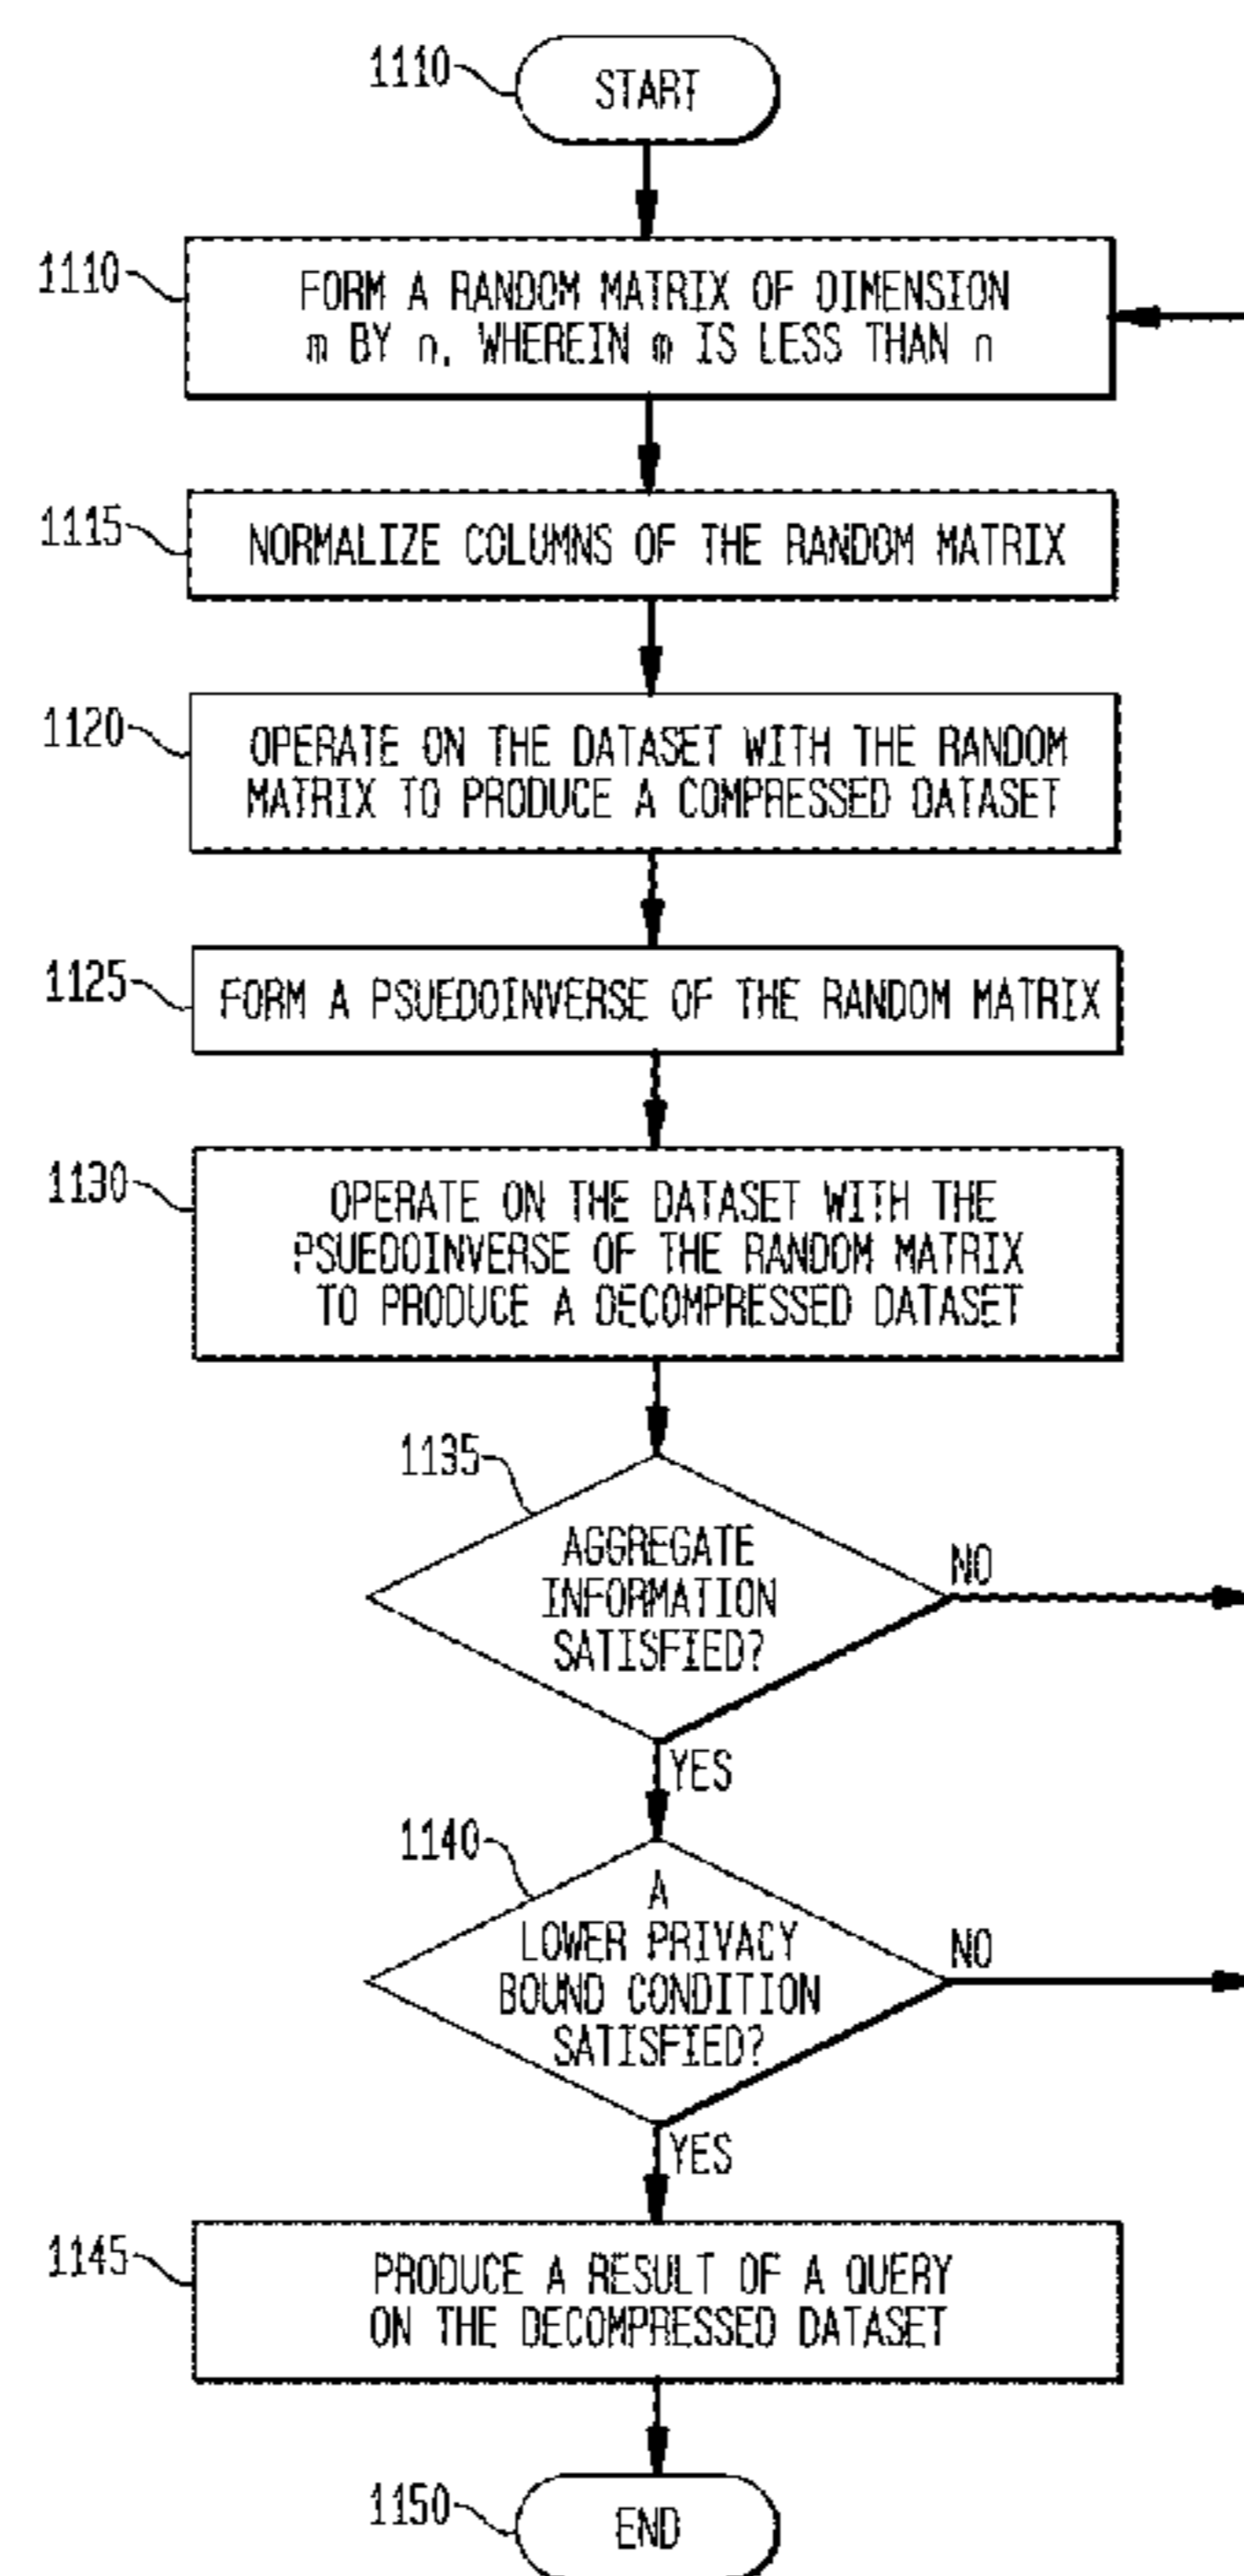 1110
START
1110
FORM A RANDOM MATRIX OF DIMENSION
m BY n, WHEREIN m IS LESS THAN n
1115
NORMALIZE COLUMNS OF THE RANDOM MATRIX
1120
OPERATE ON THE DATASET WITH THE RANDOM
MATRIX TO PRODUCE A COMPRESSED DATASET
1125
FORM A PSUEDOINVERSE OF THE RANDOM MATRIX
1130
OPERATE ON THE DATASET WITH THE
PSUEDOINVERSE OF THE RANDOM MATRIX
TO PRODUCE A DECOMPRESSED DATASET
1135
AGGREGATE
INFORMATION
SATISFIED?
NO
YES
1140
A
LOWER PRIVACY
BOUND CONDITION
SATISFIED?
NO
YES
1145
PRODUCE A RESULT OF A QUERY
ON THE DECOMPRESSED DATASET
1150
END